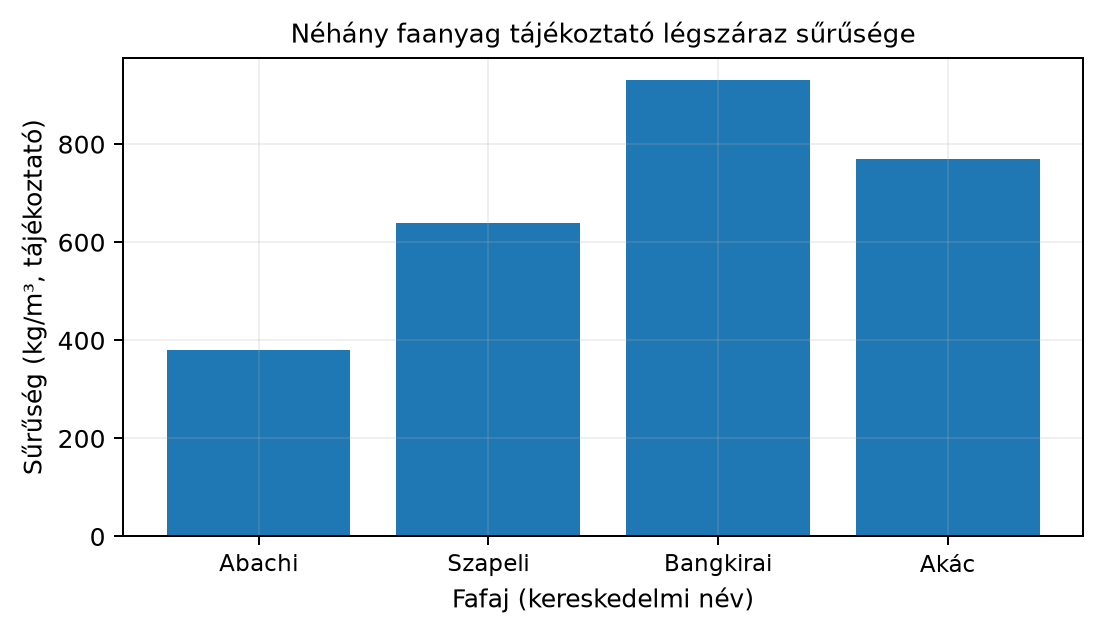 Néhány faanyag tájékoztató légszáraz sűrűsége
Sűrűség (kg/m³, tájékoztató)
800
600
400
200
0
Abachi Szapeli Bangkirai Akác
Fafaj (kereskedelmi név)